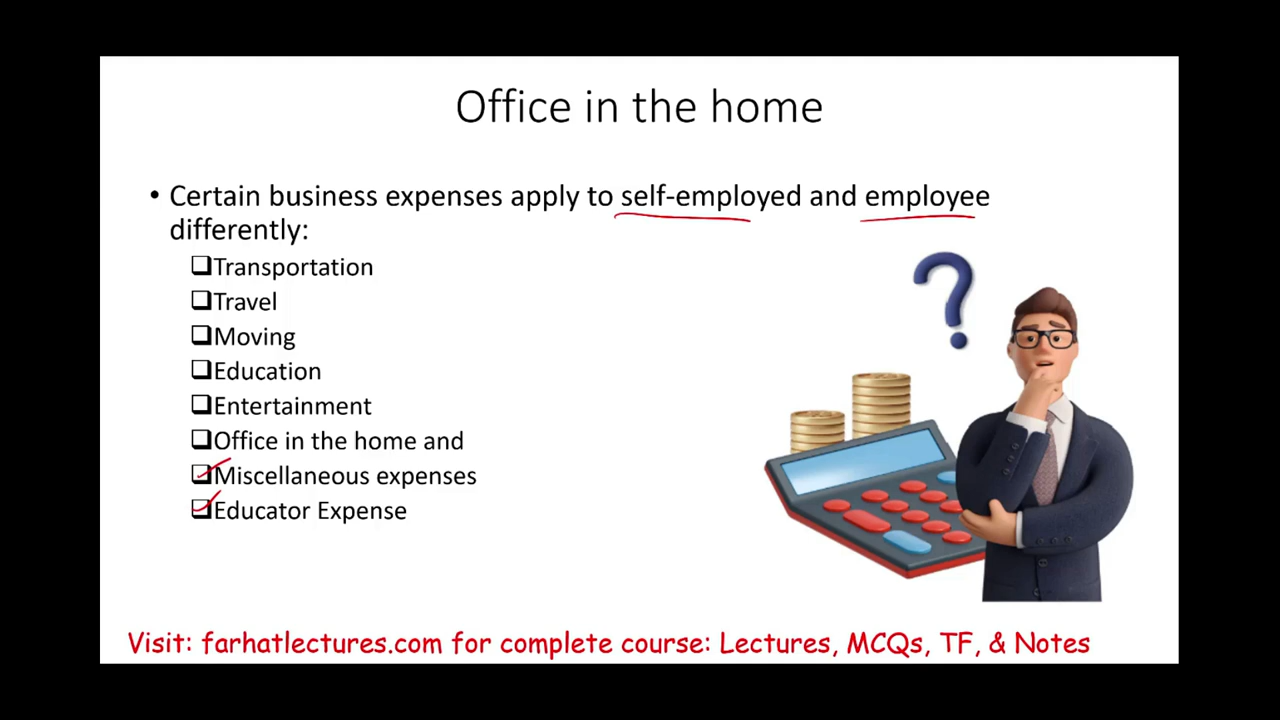 Office in the home
• Certain business expenses apply to self-employed and employee
differently:
❑Transportation
❑Travel
❑Moving
❑Education
❑Entertainment
❑Office in the home and
❑Miscellaneous expenses
❑Educator Expense
?
Visit: farhatlectures.com for complete course: Lectures, MCQs, TF, & Notes